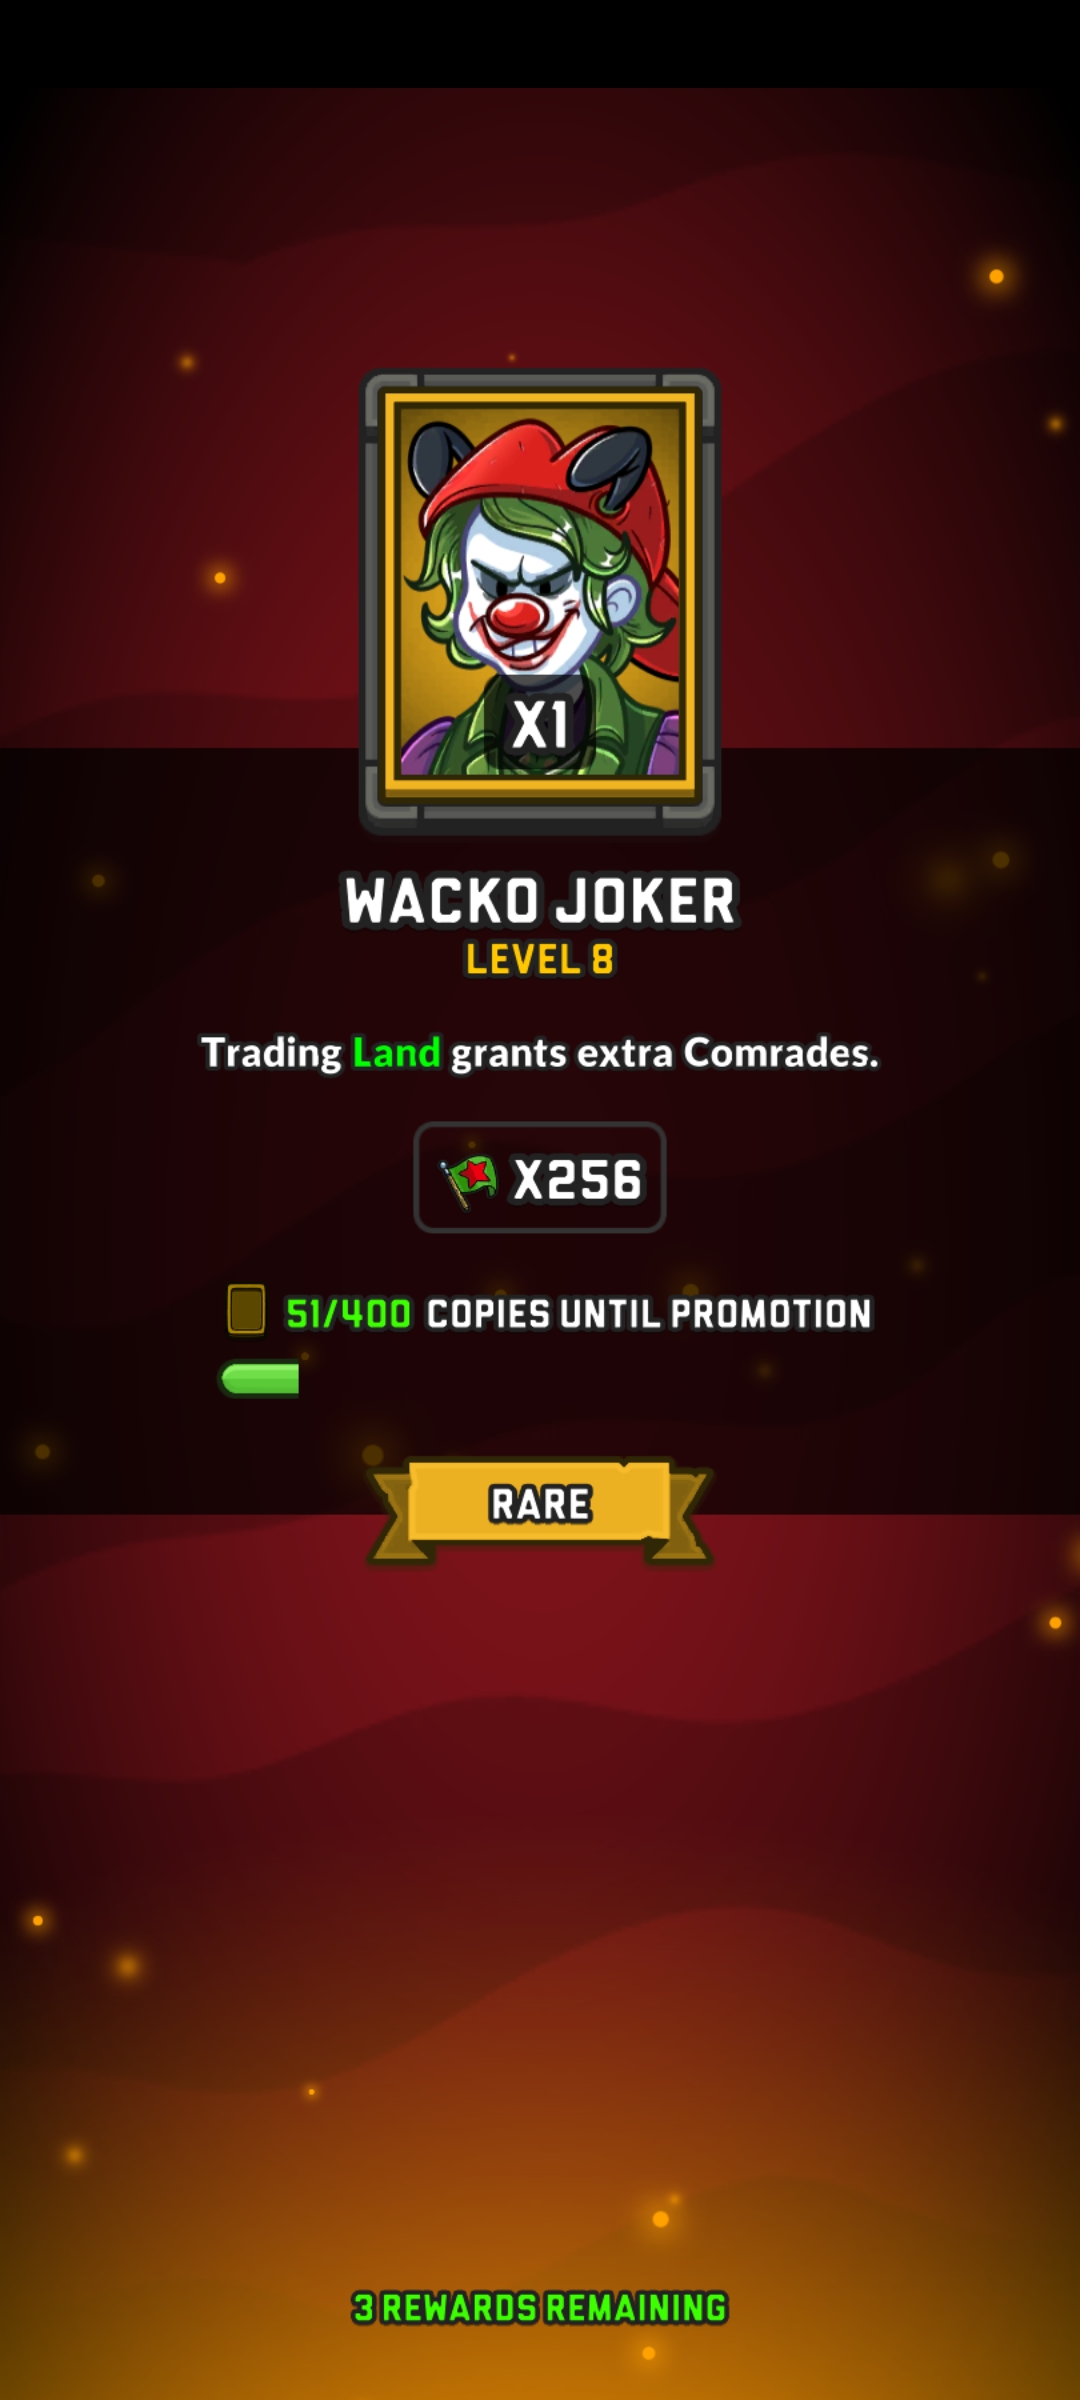 X1
WACKO JOKER
LEVEL 8
Trading Land grants extra Comrades.
X256
51/400 COPIES UNTIL PROMOTION
RARE
3 REWARDS REMAINING